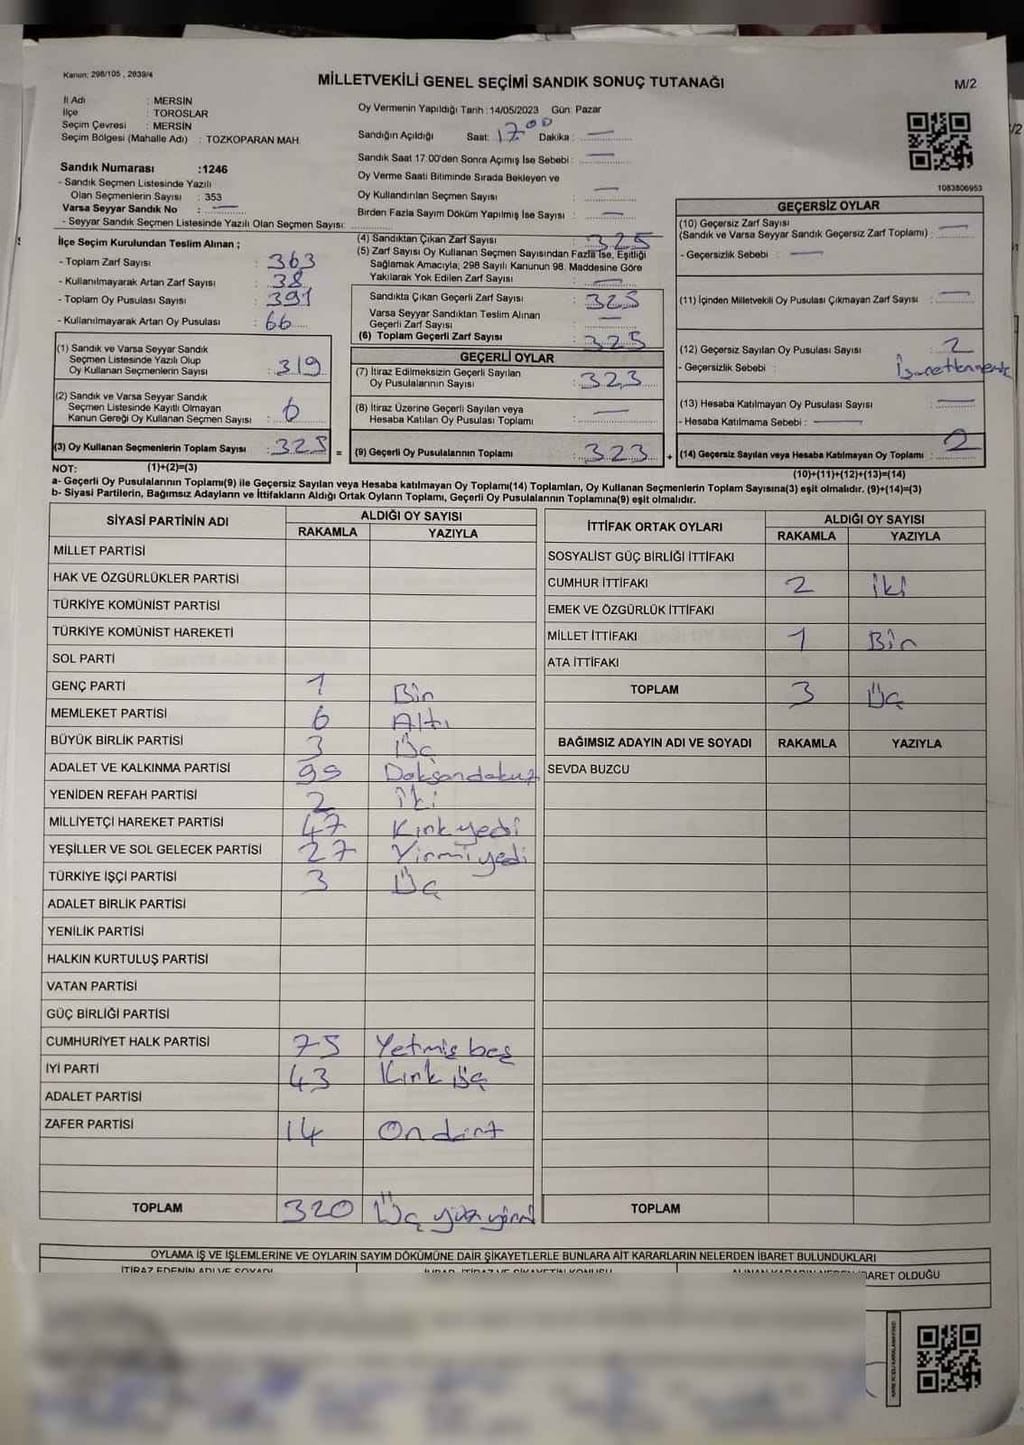 Kanun: 298/105, 2839/4
MİLLETVEKİLİ GENEL SEÇİMİ SANDIK SONUÇ TUTANAĞI
M/2
İl Adı : MERSİN
İlçe : TOROSLAR
Seçim Çevresi : MERSİN
Seçim Bölgesi (Mahalle Adı) : TOZKOPARAN MAH
Oy Vermenin Yapıldığı Tarih : 14/05/2023 Gün: Pazar
Sandığın Açıldığı Saat: 17.00 Dakika : —
Sandık Saat 17:00'den Sonra Açımış İse Sebebi : —
Oy Verme Saati Bitiminde Sırada Bekleyen ve
Oy Kullandırılan Seçmen Sayısı : —
Birden Fazla Sayım Döküm Yapılmış İse Sayısı : —
1083806953
Sandık Numarası :1246
- Sandık Seçmen Listesinde Yazılı
Olan Seçmenlerin Sayısı : 353
Varsa Seyyar Sandık No : —
- Seyyar Sandık Seçmen Listesinde Yazılı Olan Seçmen Sayısı:
İlçe Seçim Kurulundan Teslim Alınan ;
- Toplam Zarf Sayısı : 363
- Kullanılmayarak Artan Zarf Sayısı : 38
- Toplam Oy Pusulası Sayısı : 391
- Kullanılmayarak Artan Oy Pusulası : 66
(1) Sandık ve Varsa Seyyar Sandık
Seçmen Listesinde Yazılı Olup
Oy Kullanan Seçmenlerin Sayısı : 319
(2) Sandık ve Varsa Seyyar Sandık
Seçmen Listesinde Kayıtlı Olmayan
Kanun Gereği Oy Kullanan Seçmen Sayısı : 6
(3) Oy Kullanan Seçmenlerin Toplam Sayısı : 325 =
(4) Sandıktan Çıkan Zarf Sayısı : 325
(5) Zarf Sayısı Oy Kullanan Seçmen Sayısından Fazla İse, Eşitliği
Sağlamak Amacıyla; 298 Sayılı Kanunun 98. Maddesine Göre
Yakılarak Yok Edilen Zarf Sayısı : —
Sandıkta Çıkan Geçerli Zarf Sayısı : 325
Varsa Seyyar Sandıktan Teslim Alınan
Geçerli Zarf Sayısı : —
(6) Toplam Geçerli Zarf Sayısı : 325
GEÇERLİ OYLAR
(7) İtiraz Edilmeksizin Geçerli Sayılan
Oy Pusulalarının Sayısı : 323
(8) İtiraz Üzerine Geçerli Sayılan veya
Hesaba Katılan Oy Pusulası Toplamı : —
(9) Geçerli Oy Pusulalarının Toplamı : 323 +
GEÇERSİZ OYLAR
(10) Geçersiz Zarf Sayısı
(Sandık ve Varsa Seyyar Sandık Geçersiz Zarf Toplamı) : —
- Geçersizlik Sebebi : —
(11) İçinden Milletvekili Oy Pusulası Çıkmayan Zarf Sayısı : —
(12) Geçersiz Sayılan Oy Pusulası Sayısı : 2
- Geçersizlik Sebebi :
(13) Hesaba Katılmayan Oy Pusulası Sayısı : —
- Hesaba Katılmama Sebebi : —
(14) Geçersiz Sayılan veya Hesaba Katılmayan Oy Toplamı : 2
NOT: (1)+(2)=(3)
(10)+(11)+(12)+(13)=(14)
a- Geçerli Oy Pusulaları Toplamı(9) ile Geçersiz Sayılan veya Hesaba katılmayan Oy Toplamı(14) Toplamları, Oy Kullanan Seçmenlerin Toplam Sayısına(3) eşit olmalıdır. (9)+(14)=(3)
b- Siyasi Partilerin, Bağımsız Adayların ve İttifakların Aldığı Ortak Oyların Toplamı, Geçerli Oy Pusulalarının Toplamına(9) eşit olmalıdır.
SİYASİ PARTİNİN ADI
ALDIĞI OY SAYISI
RAKAMLA YAZIYLA
MİLLET PARTİSİ
HAK VE ÖZGÜRLÜKLER PARTİSİ
TÜRKİYE KOMÜNİST PARTİSİ
TÜRKİYE KOMÜNİST HAREKETİ
SOL PARTİ
GENÇ PARTİ 1 Bir
MEMLEKET PARTİSİ 6 Altı
BÜYÜK BİRLİK PARTİSİ 3 Üç
ADALET VE KALKINMA PARTİSİ 99 Doksandokuz
YENİDEN REFAH PARTİSİ 2 iki
MİLLİYETÇİ HAREKET PARTİSİ 47 Kırkyedi
YEŞİLLER VE SOL GELECEK PARTİSİ 27 Yirmiyedi
TÜRKİYE İŞÇİ PARTİSİ 3 Üç
ADALET BİRLİK PARTİSİ
YENİLİK PARTİSİ
HALKIN KURTULUŞ PARTİSİ
VATAN PARTİSİ
GÜÇ BİRLİĞİ PARTİSİ
CUMHURİYET HALK PARTİSİ 75 Yetmiş beş
İYİ PARTİ 43 Kırk üç
ADALET PARTİSİ
ZAFER PARTİSİ 14 On dört
TOPLAM 320 Üç yüz yirmi
İTTİFAK ORTAK OYLARI
ALDIĞI OY SAYISI
RAKAMLA YAZIYLA
SOSYALİST GÜÇ BİRLİĞİ İTTİFAKI
CUMHUR İTTİFAKI 2 iki
EMEK VE ÖZGÜRLÜK İTTİFAKI
MİLLET İTTİFAKI 1 Bir
ATA İTTİFAKI
TOPLAM 3 Üç
BAĞIMSIZ ADAYIN ADI VE SOYADI RAKAMLA YAZIYLA
SEVDA BUZCU
TOPLAM
OYLAMA İŞ VE İŞLEMLERİNE VE OYLARIN SAYIM DÖKÜMÜNE DAİR ŞİKAYETLERLE BUNLARA AİT KARARLARIN NELERDEN İBARET BULUNDUKLARI
İTİRAZ EDENİN ADI VE SOYADI